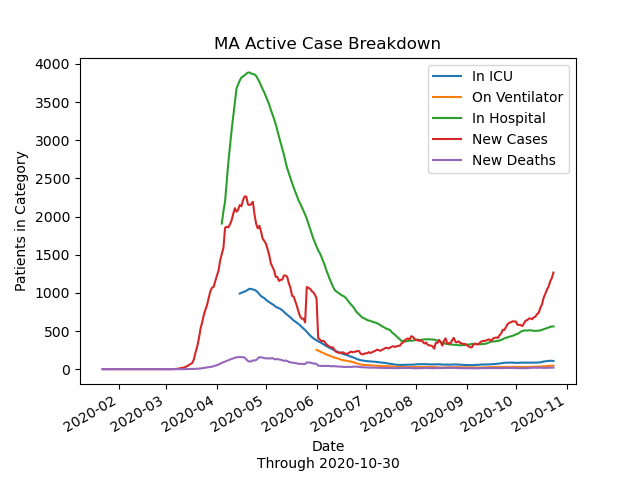 MA Active Case Breakdown
4000
3500
3000
2500
2000
1500
1000
500
0
Patients in Category
In ICU
On Ventilator
In Hospital
New Cases
New Deaths
2020-02
2020-03
2020-04
2020-05
2020-06
2020-07
2020-08
2020-09
2020-10
2020-11
Date
Through 2020-10-30